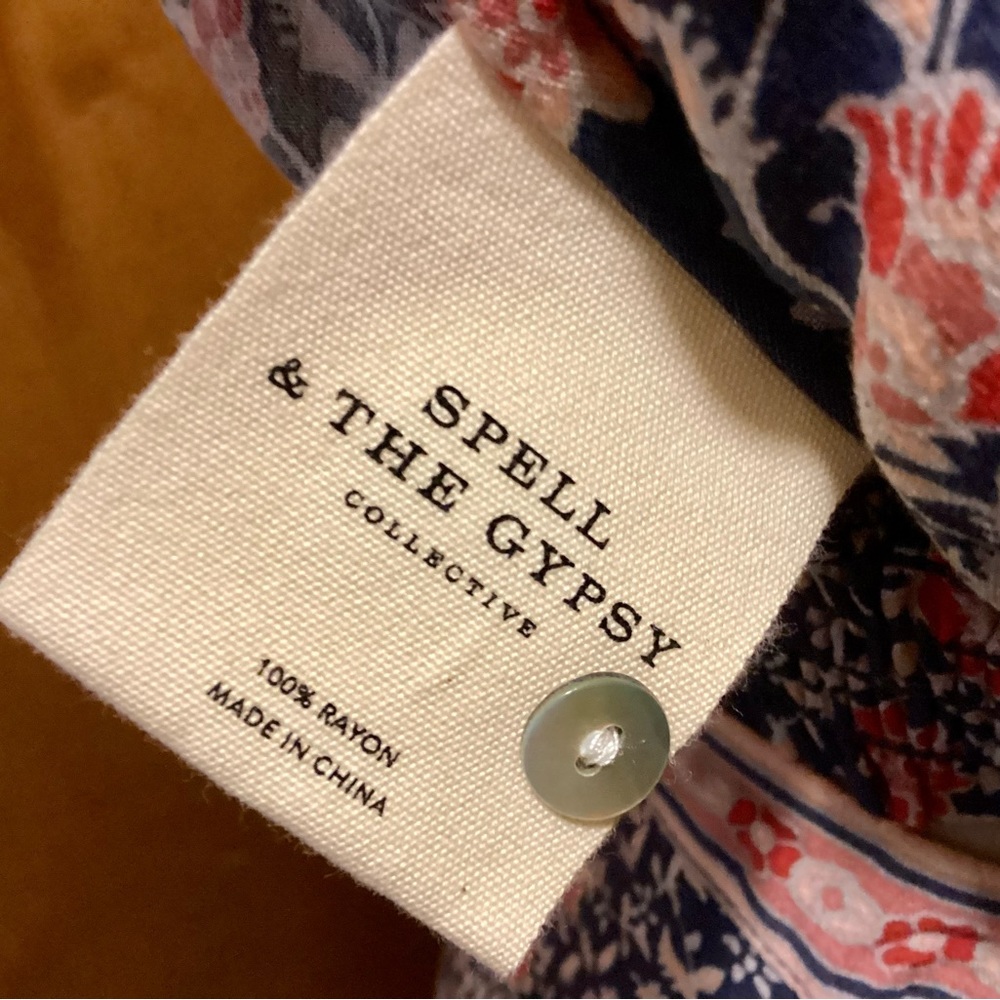 SPELL
& THE GYPSY
COLLECTIVE
100% RAYON
MADE IN CHINA